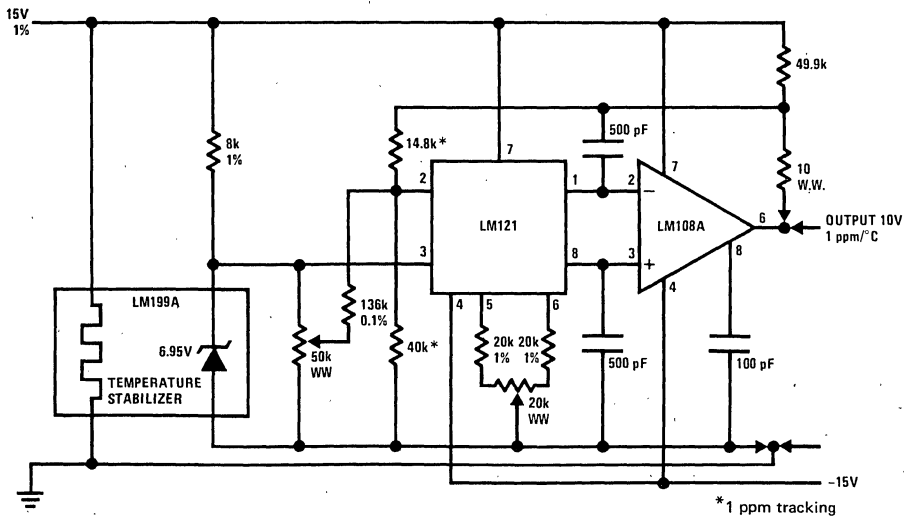 15V
1%
49.9k
8k
1%
14.8k*
500 pF
7
7
10
W.W.
2
1
2
−
6
OUTPUT 10V
1 ppm/°C
LM121
LM108A
3
8
3
+
8
4
5
6
4
LM199A
6.95V
TEMPERATURE
STABILIZER
50k
WW
136k
0.1%
40k*
20k
1%
20k
1%
20k
WW
500 pF
100 pF
−15V
*1 ppm tracking